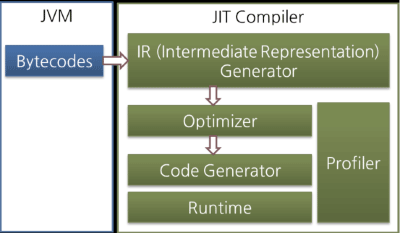 JVM
JIT Compiler
Bytecodes
IR (Intermediate Representation)
Generator
Optimizer
Code Generator
Profiler
Runtime